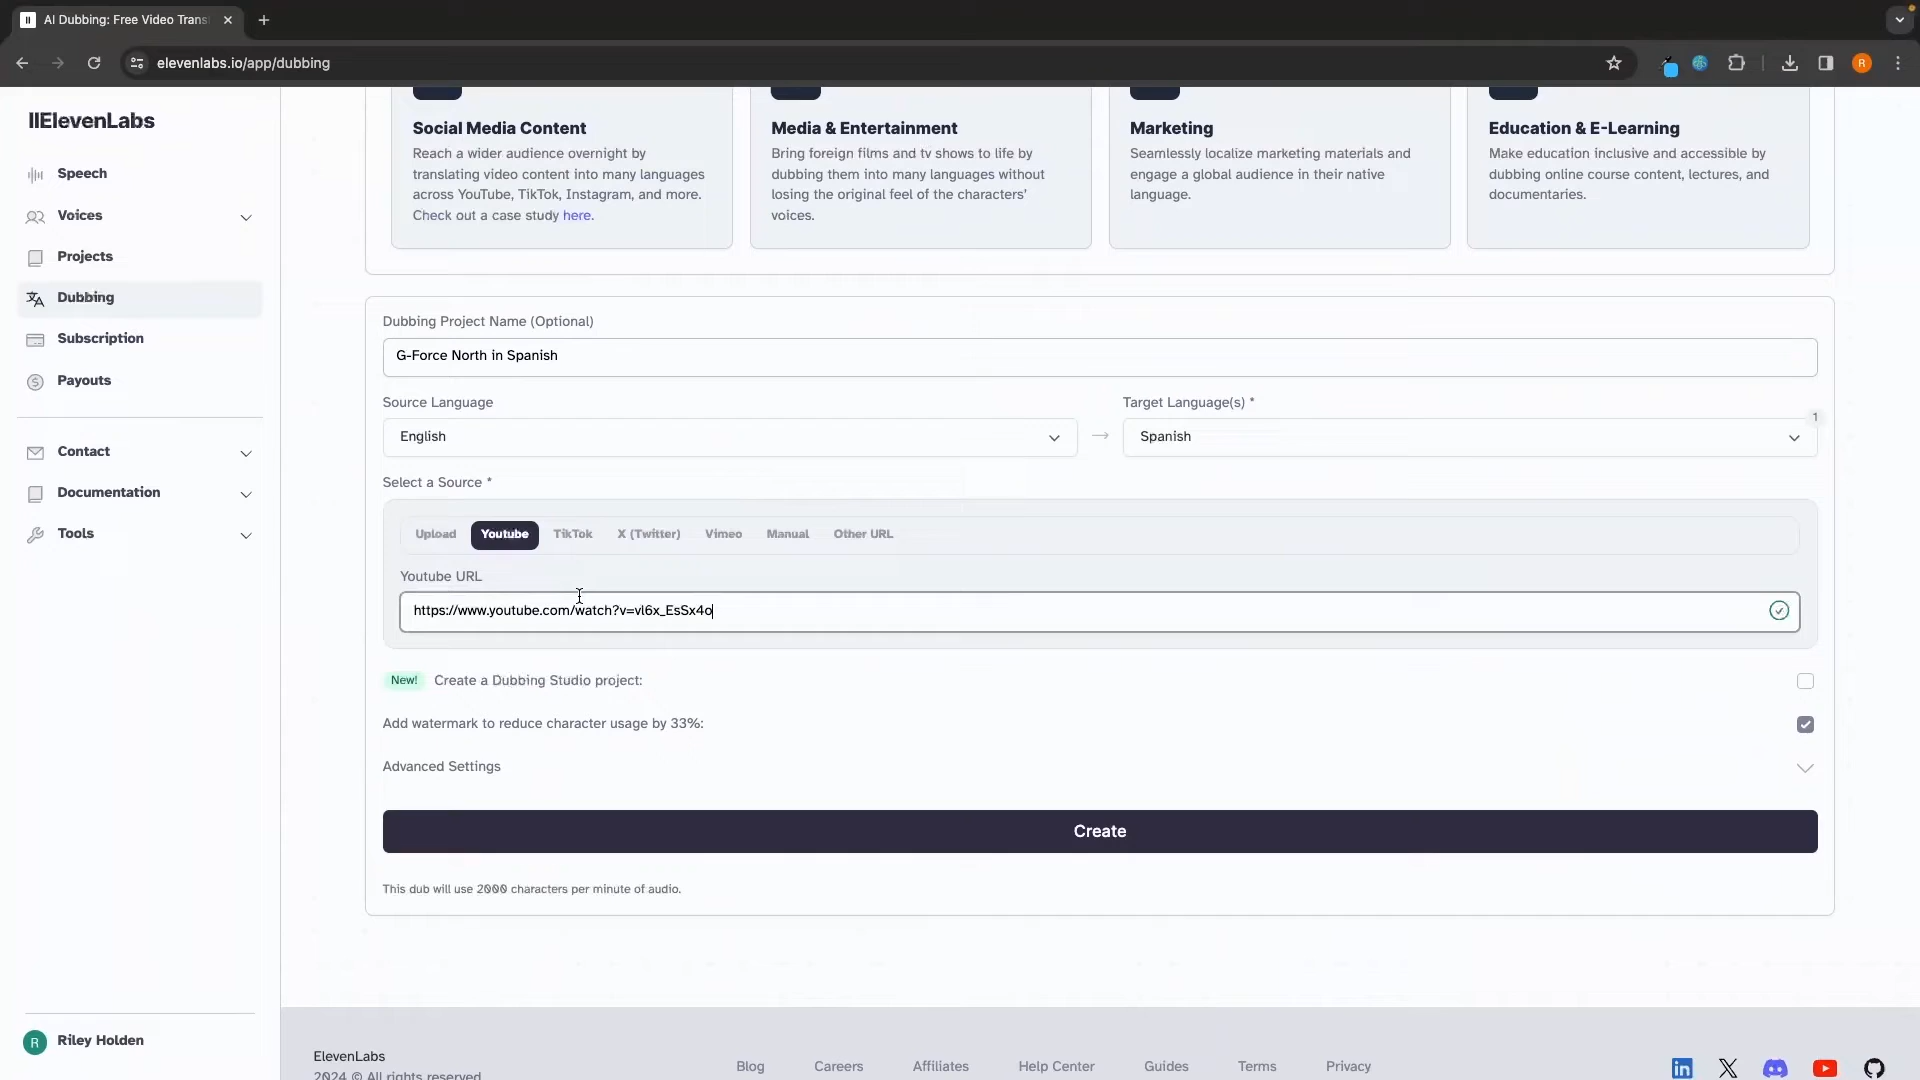 AI Dubbing: Free Video Trans
elevenlabs.io/app/dubbing
R
IIElevenLabs
Speech
Voices
Projects
Dubbing
Subscription
Payouts
Contact
Documentation
Tools
R Riley Holden
Social Media Content
Reach a wider audience overnight by
translating video content into many languages
across YouTube, TikTok, Instagram, and more.
Check out a case study here.
Media & Entertainment
Bring foreign films and tv shows to life by
dubbing them into many languages without
losing the original feel of the characters'
voices.
Marketing
Seamlessly localize marketing materials and
engage a global audience in their native
language.
Education & E-Learning
Make education inclusive and accessible by
dubbing online course content, lectures, and
documentaries.
Dubbing Project Name (Optional)
G-Force North in Spanish
Source Language
Target Language(s) *
1
English
Spanish
Select a Source *
Upload Youtube TikTok X (Twitter) Vimeo Manual Other URL
Youtube URL
https://www.youtube.com/watch?v=vl6x_EsSx4o
New! Create a Dubbing Studio project:
Add watermark to reduce character usage by 33%:
Advanced Settings
Create
This dub will use 2000 characters per minute of audio.
ElevenLabs
2024 © All rights reserved
Blog Careers Affiliates Help Center Guides Terms Privacy